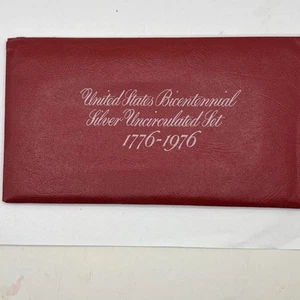 United States Bicentennial
Silver Uncirculated Set
1776-1976